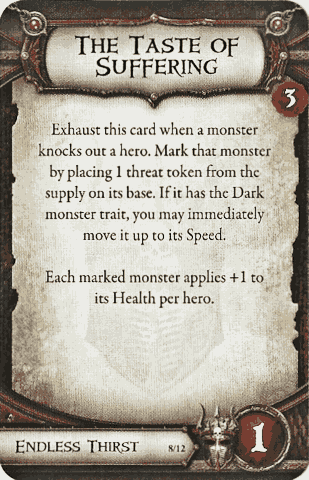 The Taste of
Suffering
3
Exhaust this card when a monster
knocks out a hero. Mark that monster
by placing 1 threat token from the
supply on its base. If it has the Dark
monster trait, you may immediately
move it up to its Speed.
Each marked monster applies +1 to
its Health per hero.
Endless Thirst 8/12
1